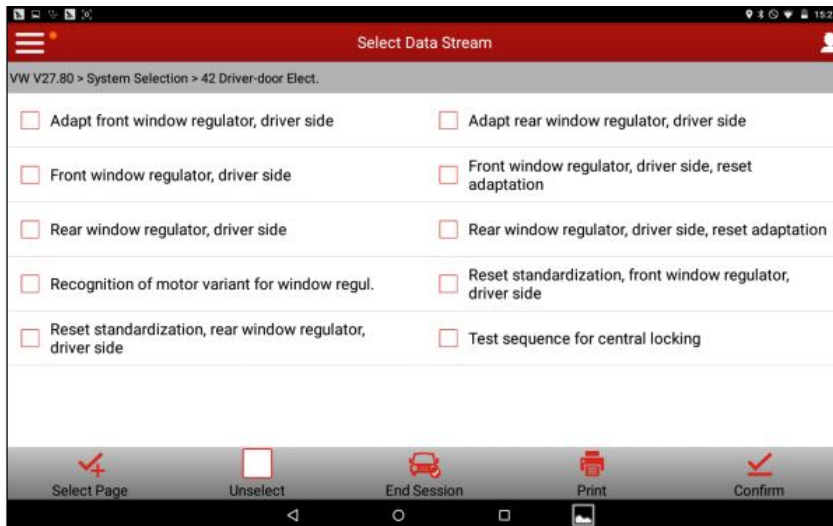 15:2
Select Data Stream
VW V27.80 > System Selection > 42 Driver-door Elect.
Adapt front window regulator, driver side
Adapt rear window regulator, driver side
Front window regulator, driver side
Front window regulator, driver side, reset
adaptation
Rear window regulator, driver side
Rear window regulator, driver side, reset adaptation
Recognition of motor variant for window regul.
Reset standardization, front window regulator,
driver side
Reset standardization, rear window regulator,
driver side
Test sequence for central locking
Select Page
Unselect
End Session
Print
Confirm